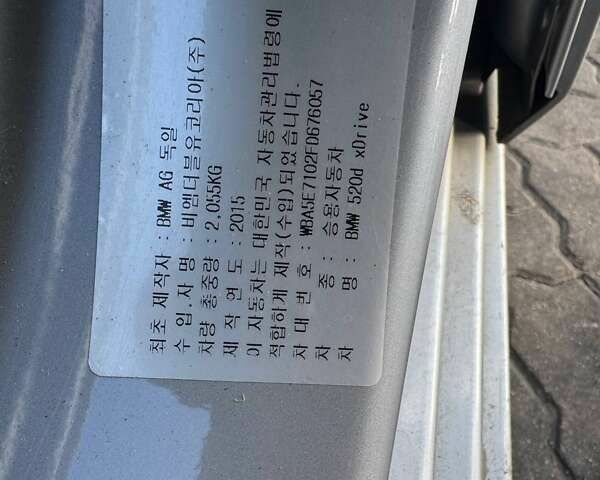 최초 제작자 : BMW AG 독일
수 입.자 명 : 비엠더블유코리아(주)
차량 총중량 : 2,055KG
제 작 연 도 : 2015
이 자동차는 대한민국 자동차관리법령에
적합하게 제작(수입)되었습니다.
차 대 번 호 : WBA5E7102FD676057
차 종 : 승용자동차
차 명 : BMW 520d xDrive